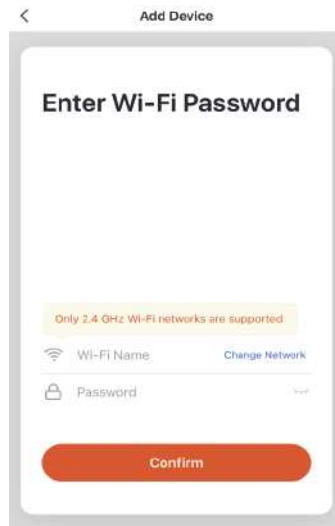 Add Device
Enter Wi-Fi Password
Only 2.4 GHz Wi-Fi networks are supported
Wi-Fi Name
Change Network
Password
Confirm